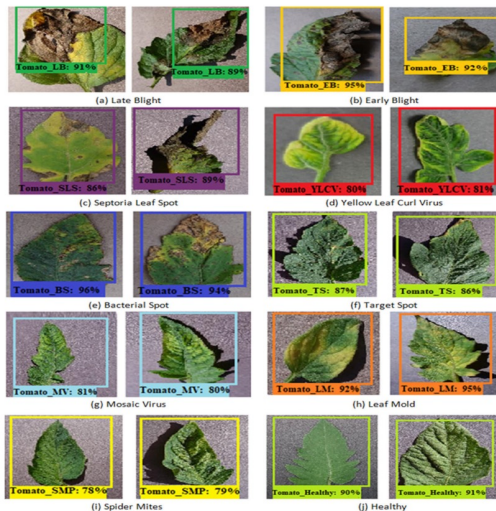 Tomato_LB: 91%
Tomato_LB: 89%
Tomato_EB: 95%
Tomato_EB: 92%
(a) Late Blight
(b) Early Blight
Tomato_SLS: 86%
Tomato_SLS: 89%
Tomato_YLCV: 80%
Tomato_YLCV: 81%
(c) Septoria Leaf Spot
(d) Yellow Leaf Curl Virus
Tomato_BS: 96%
Tomato_BS: 94%
Tomato_TS: 87%
Tomato_TS: 86%
(e) Bacterial Spot
(f) Target Spot
Tomato_MV: 81%
Tomato_MV: 80%
Tomato_LM: 92%
Tomato_LM: 95%
(g) Mosaic Virus
(h) Leaf Mold
Tomato_SMP: 78%
Tomato_SMP: 79%
Tomato_Healthy: 90%
Tomato_Healthy: 91%
(i) Spider Mites
(j) Healthy